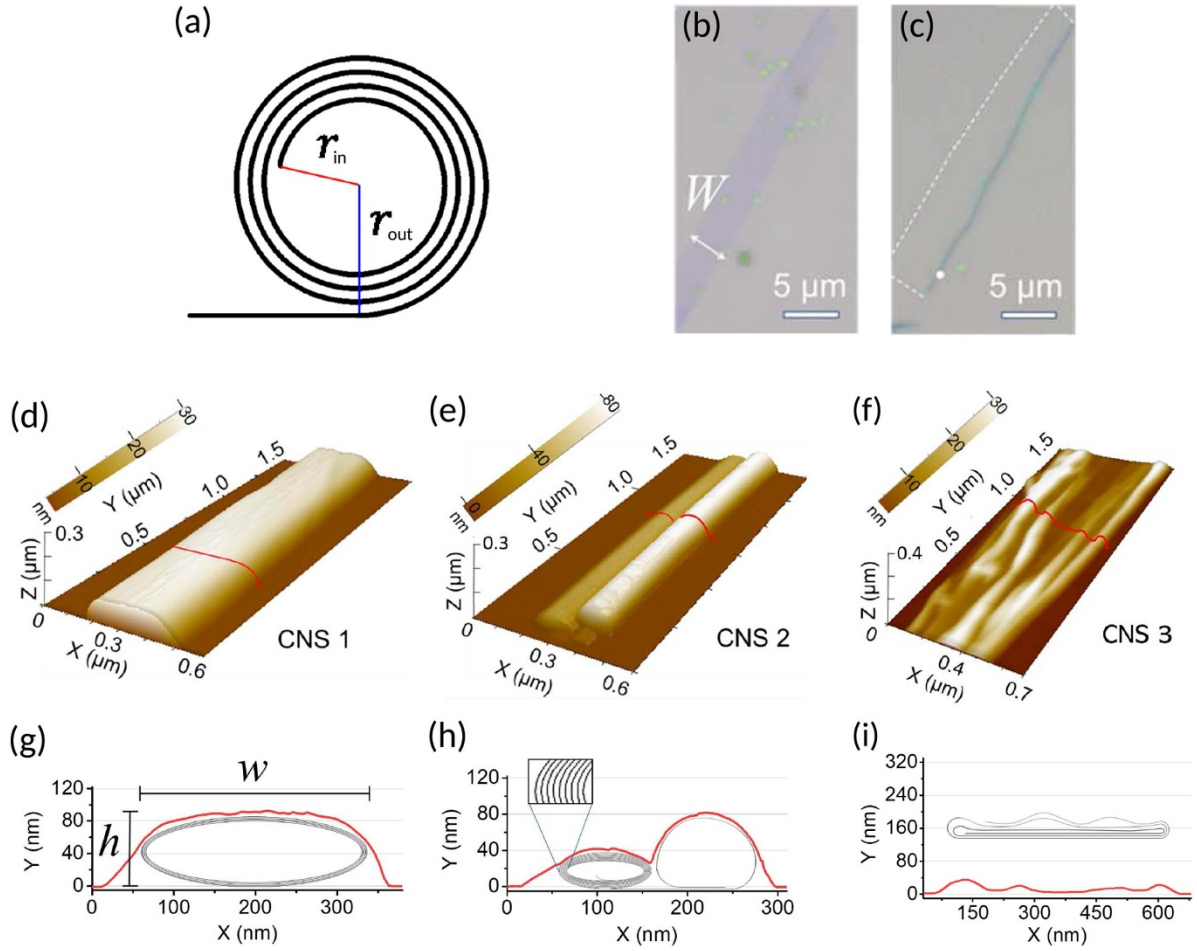 (a)
r in
r out
(b)
W
5 µm
(c)
5 µm
(d)
nm
10
20
30
Z (µm)
0.3
0
Y (µm)
0.5
1.0
1.5
X (µm)
0.3
0.6
CNS 1
(e)
nm
0
40
80
Z (µm)
0.3
0
Y (µm)
0.5
1.0
X (µm)
0.3
0.6
CNS 2
(f)
nm
10
20
30
Z (µm)
0.4
0
Y (µm)
0.5
1.0
1.5
X (µm)
0.4
0.7
CNS 3
(g)
w
h
Y (nm)
120
80
40
0
0 100 200 300
X (nm)
(h)
Y (nm)
120
80
40
0
0 100 200 300
X (nm)
(i)
Y (nm)
320
240
160
80
0
150 300 450 600
X (nm)